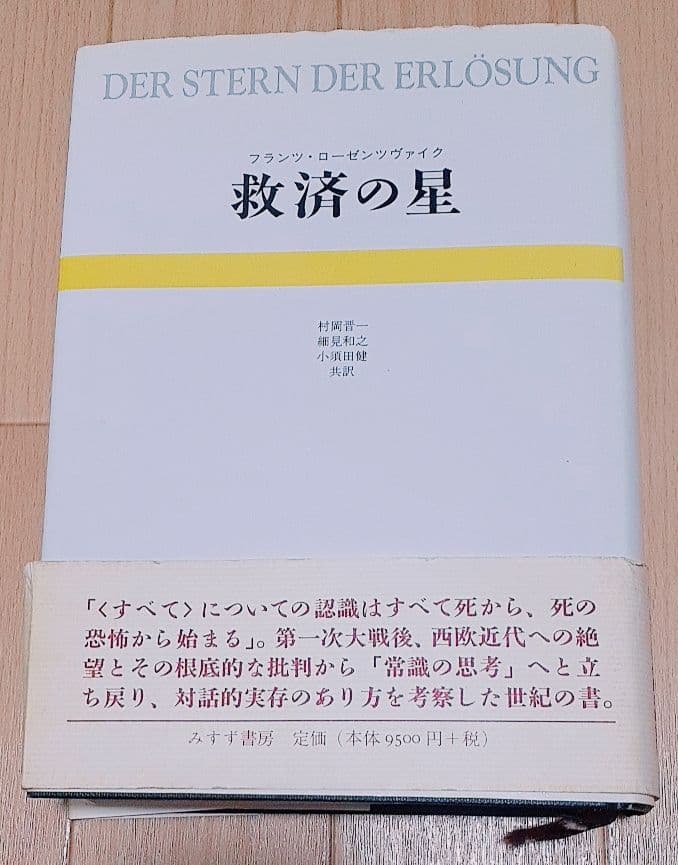 DER STERN DER ERLÖSUNG
フランツ・ローゼンツヴァイク
救済の星
村岡晋一
細見和之
小須田健
共訳
「〈すべて〉についての認識はすべて死から、死の
恐怖から始まる」。第一次大戦後、西欧近代への絶
望とその根底的な批判から「常識の思考」へと立
ち戻り、対話的実存のあり方を考察した世紀の書。
みすず書房　定価（本体9500円＋税）